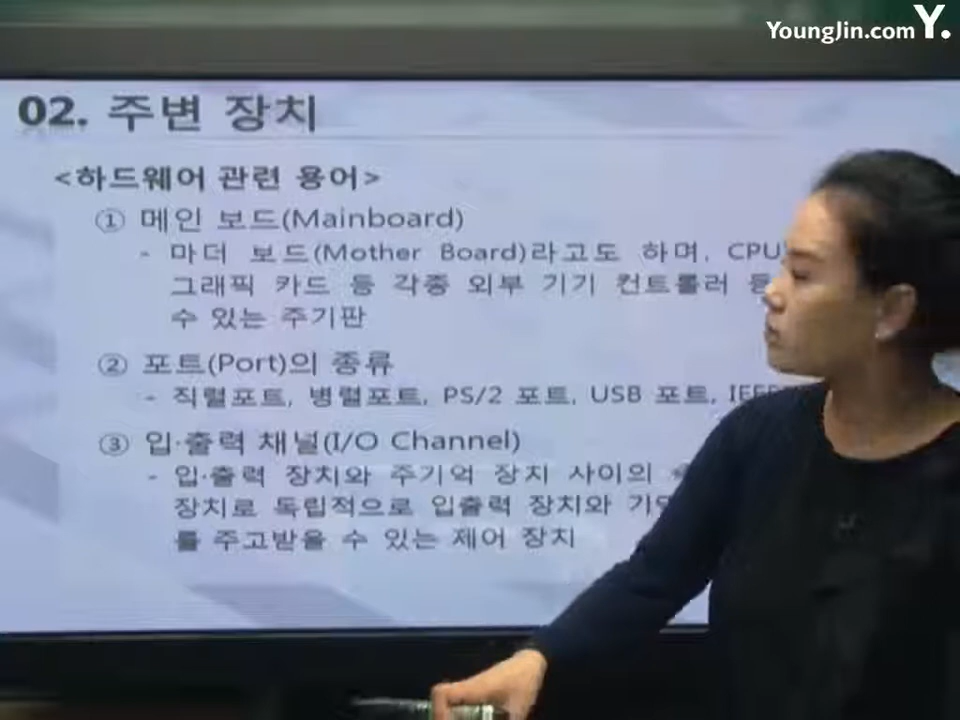 YoungJin.com Y.
02. 주변 장치
<하드웨어 관련 용어>
① 메인 보드(Mainboard)
- 마더 보드(Mother Board)라고도 하며, CPU
그래픽 카드 등 각종 외부 기기 컨트롤러
수 있는 주기판
② 포트(Port)의 종류
- 직렬포트, 병렬포트, PS/2 포트, USB 포트,
③ 입·출력 채널(I/O Channel)
- 입·출력 장치와 주기억 장치 사이의
장치로 독립적으로 입출력 장치와
를 주고받을 수 있는 제어 장치